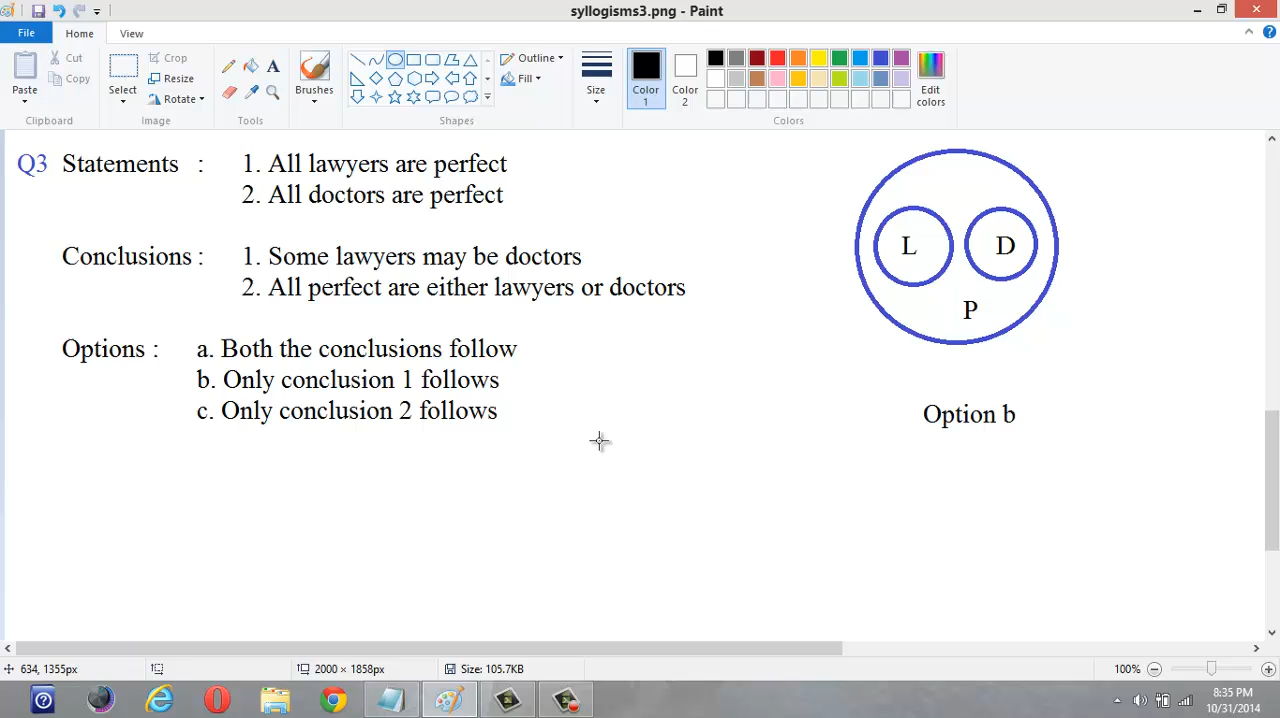 syllogisms3.png - Paint
File Home View
Paste
Cut
Copy
Clipboard
Select
Crop
Resize
Rotate
Image
A
Tools
Brushes
Outline
Fill
Shapes
Size
Color 1
Color 2
Edit colors
Colors
Q3 Statements : 1. All lawyers are perfect
2. All doctors are perfect
Conclusions : 1. Some lawyers may be doctors
2. All perfect are either lawyers or doctors
Options : a. Both the conclusions follow
b. Only conclusion 1 follows
c. Only conclusion 2 follows
L D
P
Option b
634, 1355px
2000 × 1858px
Size: 105.7KB
100%
8:35 PM
10/31/2014